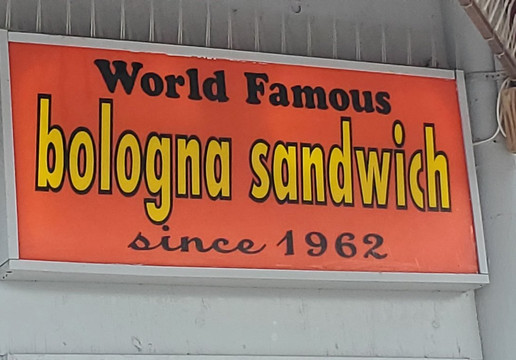 World Famous
bologna sandwich
since 1962